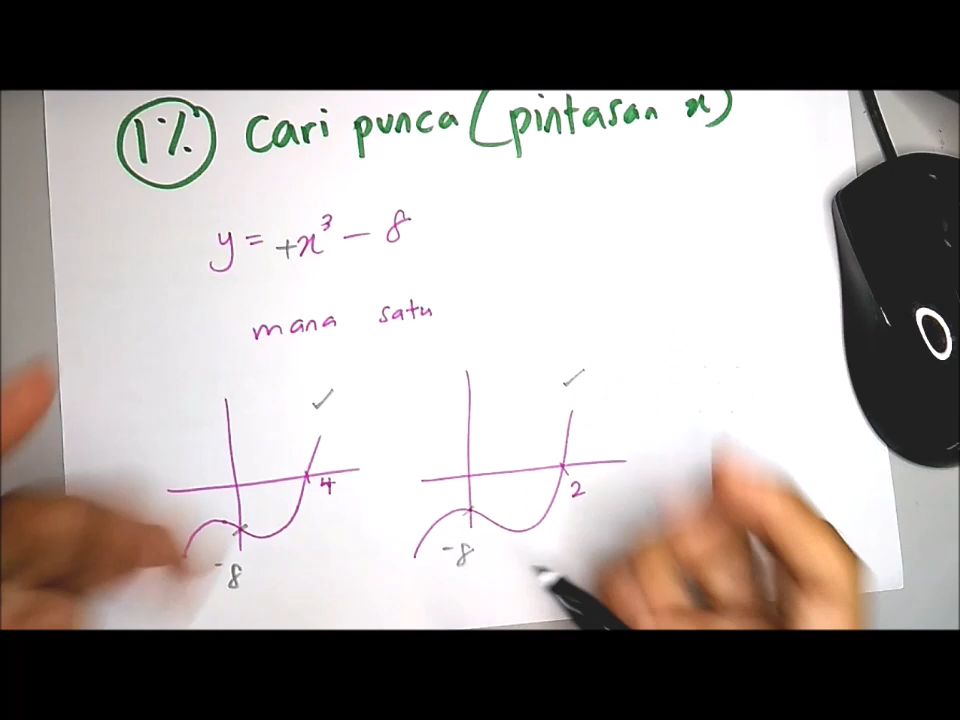 1% Cari punca (pintasan x)
y = +x³ - 8
mana satu
4
2
-8
-8